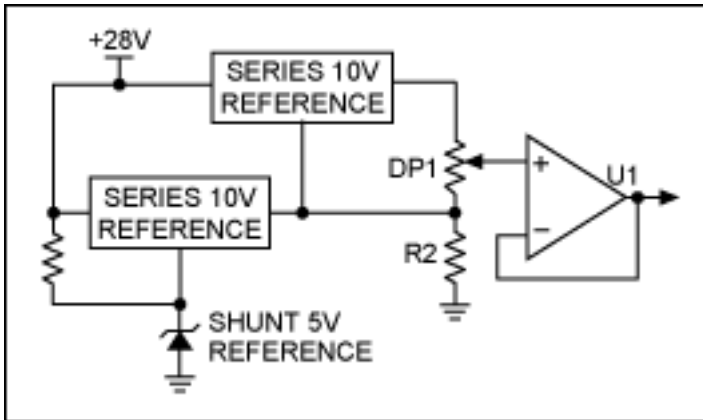 +28V
SERIES 10V
REFERENCE
DP1
U1
+
−
SERIES 10V
REFERENCE
R2
SHUNT 5V
REFERENCE